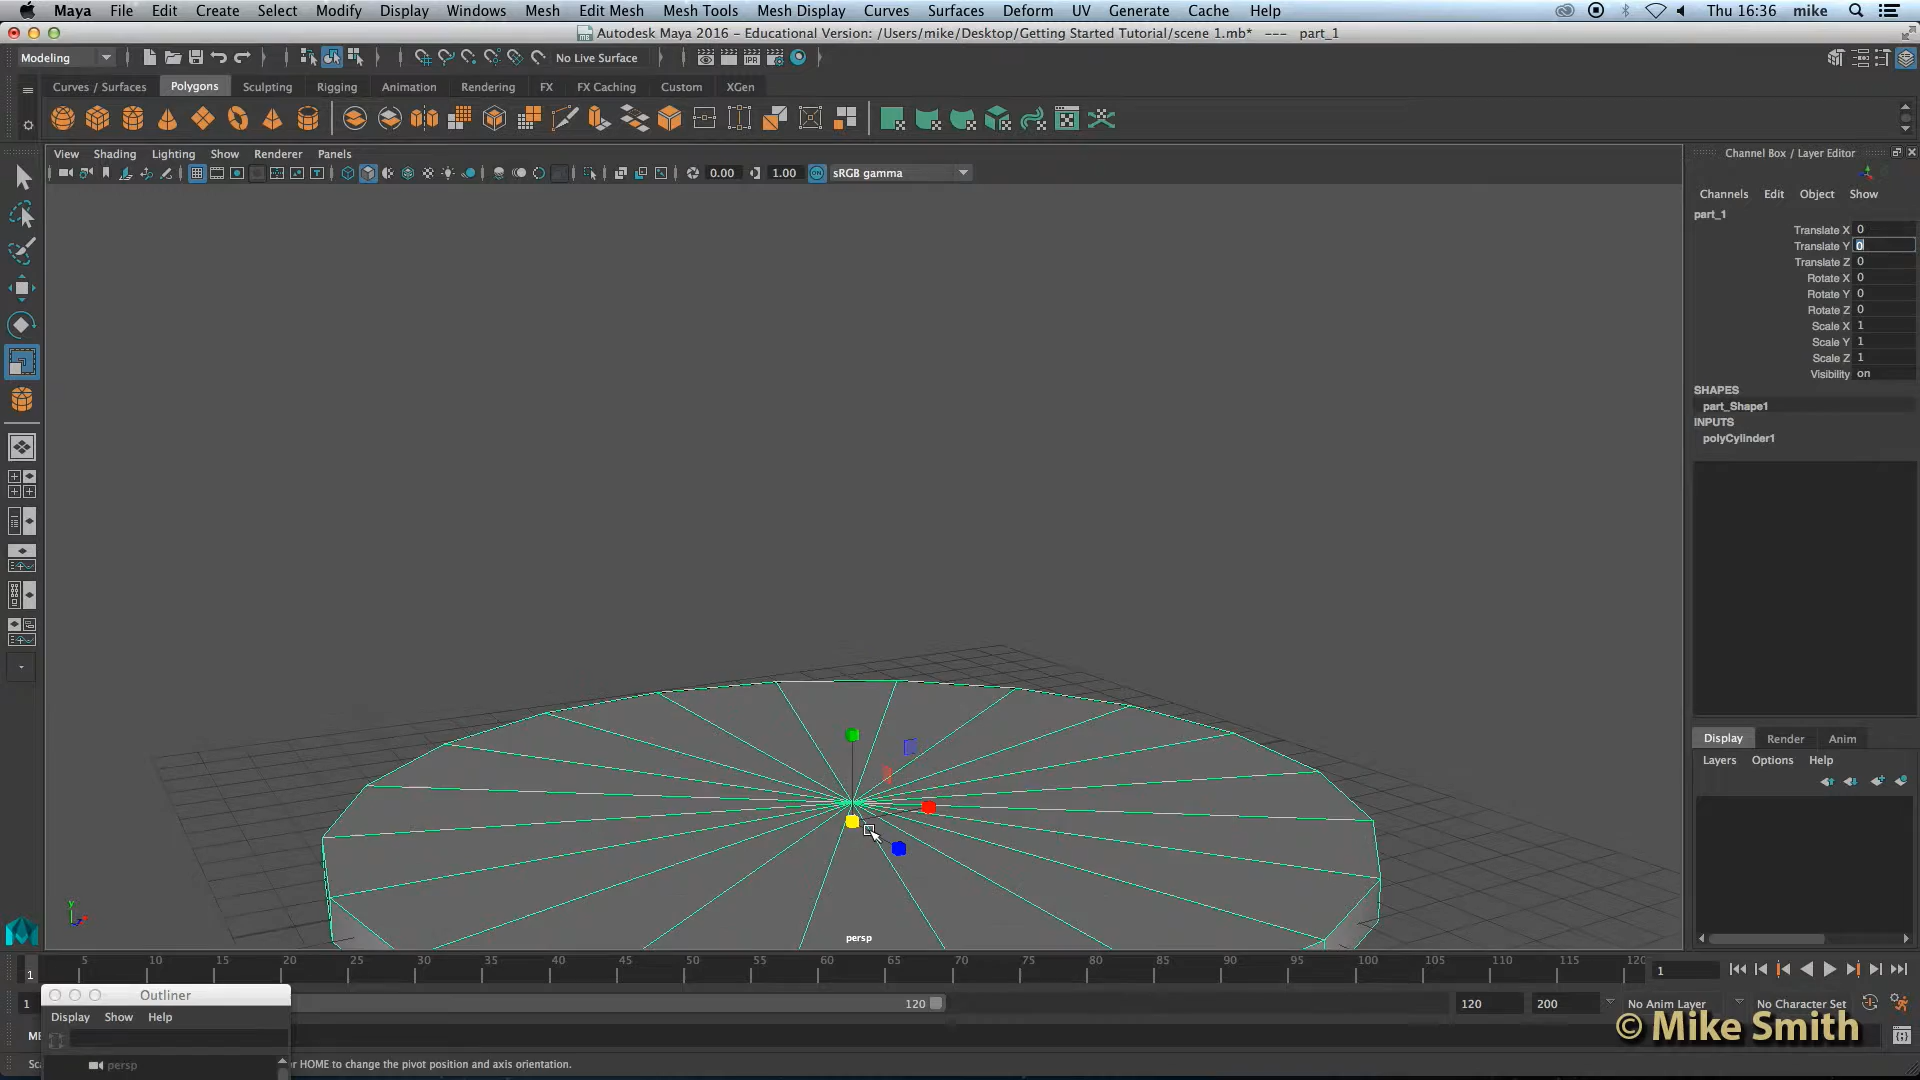 Maya File Edit Create Select Modify Display Windows Mesh Edit Mesh Mesh Tools Mesh Display Curves Surfaces Deform UV Generate Cache Help Thu 16:36 mike
Autodesk Maya 2016 - Educational Version: /Users/mike/Desktop/Getting Started Tutorial/scene 1.mb* --- part_1
Modeling No Live Surface
Curves / Surfaces Polygons Sculpting Rigging Animation Rendering FX FX Caching Custom XGen
View Shading Lighting Show Renderer Panels
0.00 1.00 sRGB gamma
Channel Box / Layer Editor
Channels Edit Object Show
part_1
Translate X 0
Translate Y 0
Translate Z 0
Rotate X 0
Rotate Y 0
Rotate Z 0
Scale X 1
Scale Y 1
Scale Z 1
Visibility on
SHAPES
part_Shape1
INPUTS
polyCylinder1
Display Render Anim
Layers Options Help
persp
1 5 10 15 20 25 30 35 40 45 50 55 60 65 70 75 80 85 90 95 100 105 110 115 120 1
1 120 120 200 No Anim Layer No Character Set
Outliner
Display Show Help
persp
r HOME to change the pivot position and axis orientation.
© Mike Smith